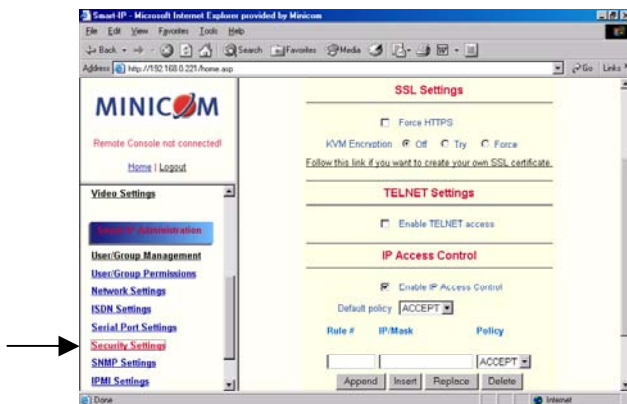 Smart-IP - Microsoft Internet Explorer provided by Minicom
File Edit View Favorites Tools Help
Back Search Favorites Media
Address http://192.168.0.221/home.asp Go Links
MINICOM
Remote Console not connected!
Home | Logout
Video Settings
Smart-IP Administration
User/Group Management
User/Group Permissions
Network Settings
ISDN Settings
Serial Port Settings
Security Settings
SNMP Settings
IPMI Settings
SSL Settings
Force HTTPS
KVM Encryption Off Try Force
Follow this link if you want to create your own SSL certificate.
TELNET Settings
Enable TELNET access
IP Access Control
Enable IP Access Control
Default policy ACCEPT
Rule # IP/Mask Policy
ACCEPT
Append Insert Replace Delete
Done Internet